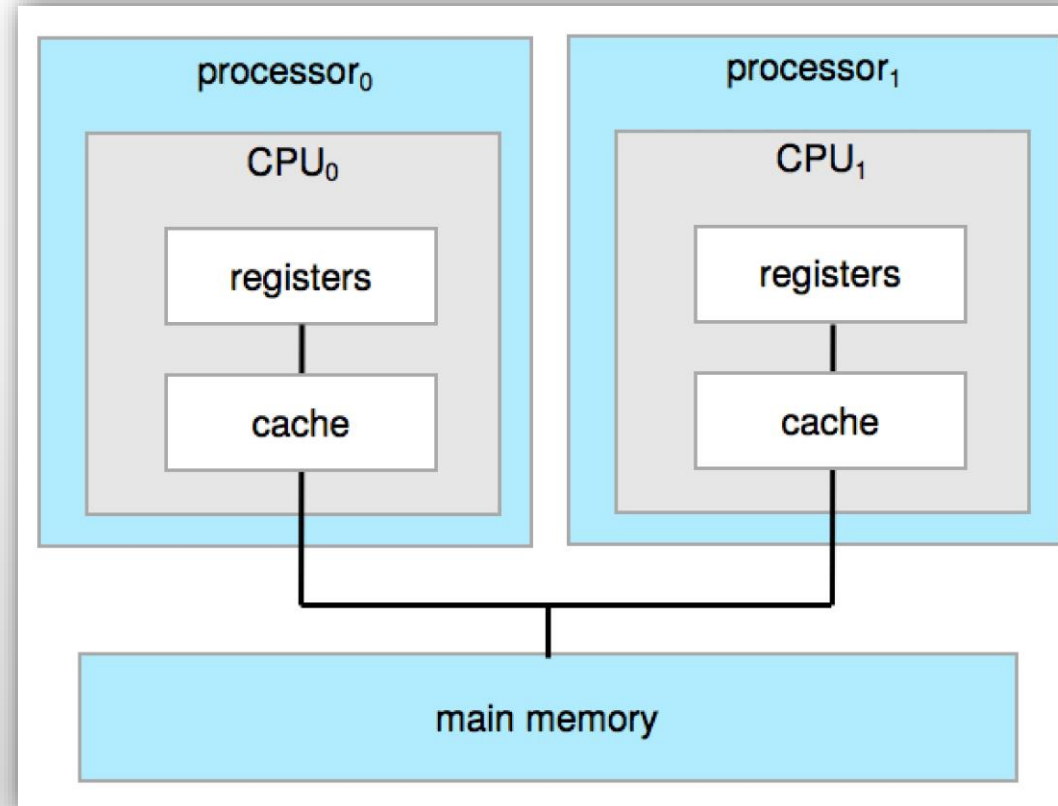 processor₀
CPU₀
registers
cache
processor₁
CPU₁
registers
cache
main memory